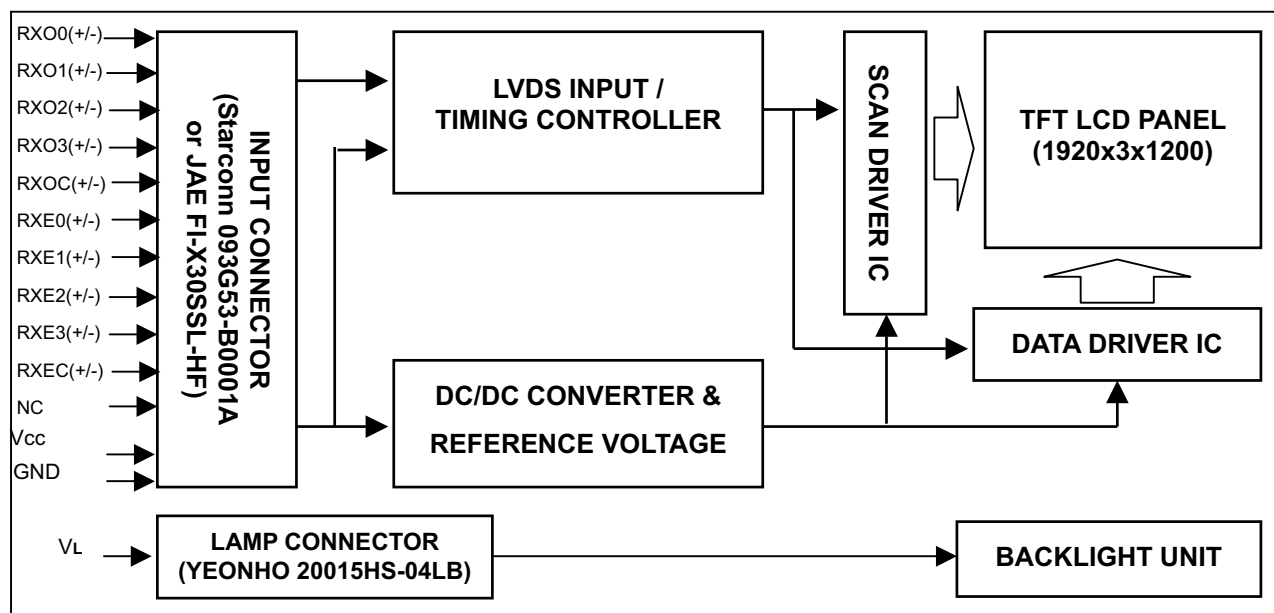 RXO0(+/-)
RXO1(+/-)
RXO2(+/-)
RXO3(+/-)
RXOC(+/-)
RXE0(+/-)
RXE1(+/-)
RXE2(+/-)
RXE3(+/-)
RXEC(+/-)
NC
Vcc
GND
VL
INPUT CONNECTOR
(Starconn 093G53-B0001A
or JAE FI-X30SSL-HF)
LVDS INPUT /
TIMING CONTROLLER
SCAN DRIVER IC
TFT LCD PANEL
(1920x3x1200)
DATA DRIVER IC
DC/DC CONVERTER &
REFERENCE VOLTAGE
LAMP CONNECTOR
(YEONHO 20015HS-04LB)
BACKLIGHT UNIT